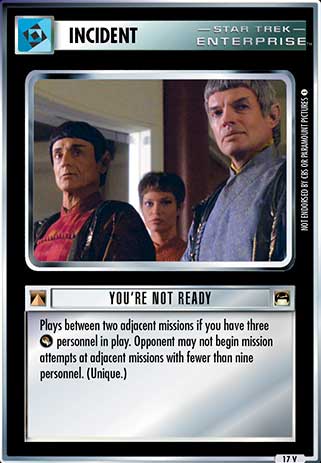 INCIDENT
STAR TREK
ENTERPRISE™
NOT ENDORSED BY CBS OR PARAMOUNT PICTURES
YOU'RE NOT READY
Plays between two adjacent missions if you have three
personnel in play. Opponent may not begin mission
attempts at adjacent missions with fewer than nine
personnel. (Unique.)
17 V